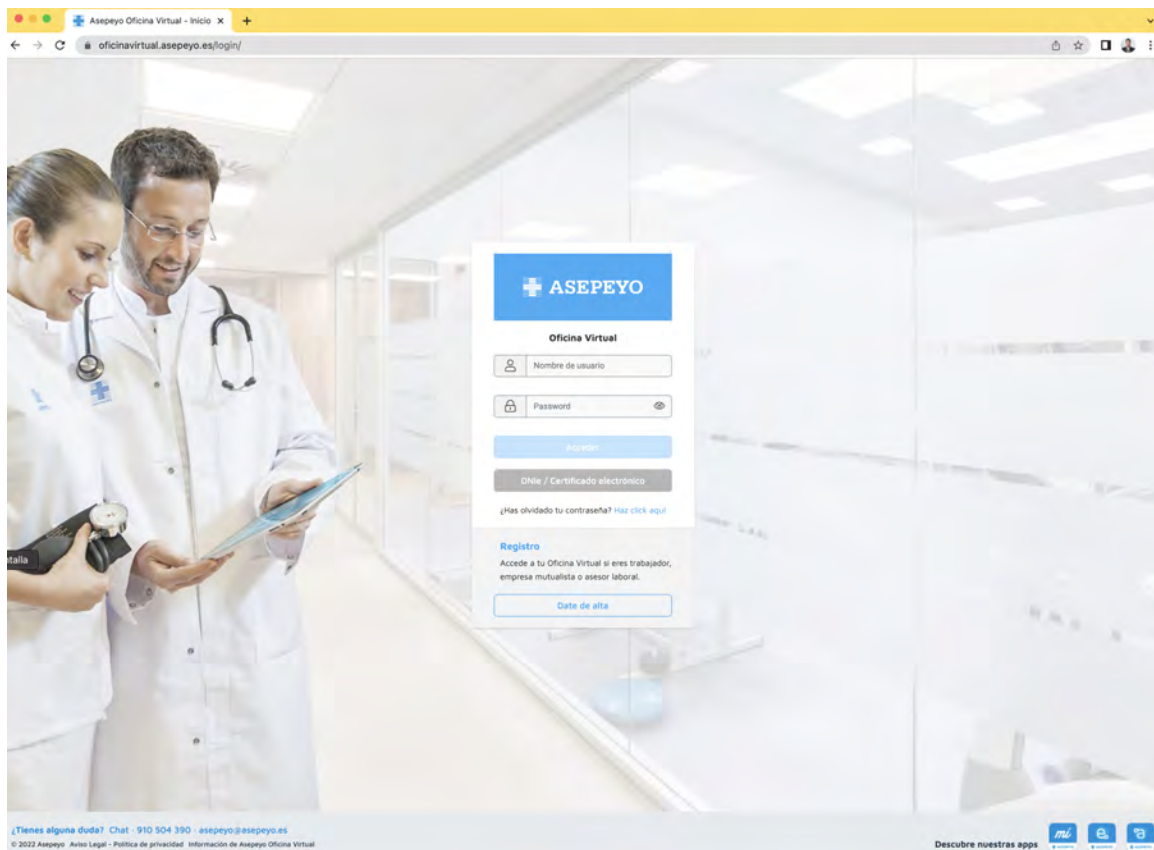 Asepeyo Oficina Virtual - Inicio
oficinavirtual.asepeyo.es/login/
ASEPEYO
Oficina Virtual
Nombre de usuario
Password
Acceder
DNIe / Certificado electrónico
¿Has olvidado tu contraseña? Haz click aquí
Registro
Accede a tu Oficina Virtual si eres trabajador,
empresa mutualista o asesor laboral.
Date de alta
ntalla
¿Tienes alguna duda? Chat · 910 504 390 · asepeyo@asepeyo.es
© 2022 Asepeyo Aviso Legal - Política de privacidad Información de Asepeyo Oficina Virtual
Descubre nuestras apps
mi